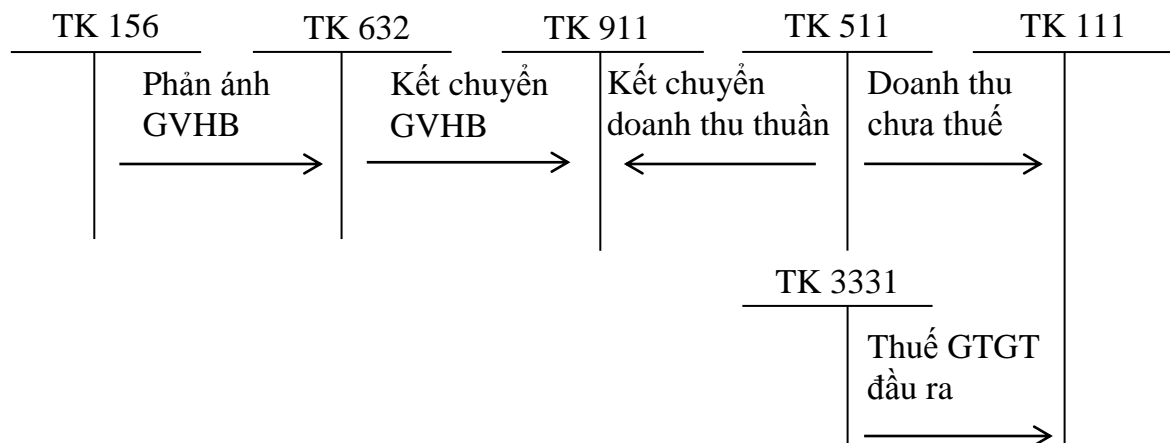 TK 156 TK 632 TK 911 TK 511 TK 111
Phản ánh
GVHB
Kết chuyển
GVHB
Kết chuyển
doanh thu thuần
Doanh thu
chưa thuế
TK 3331
Thuế GTGT
đầu ra